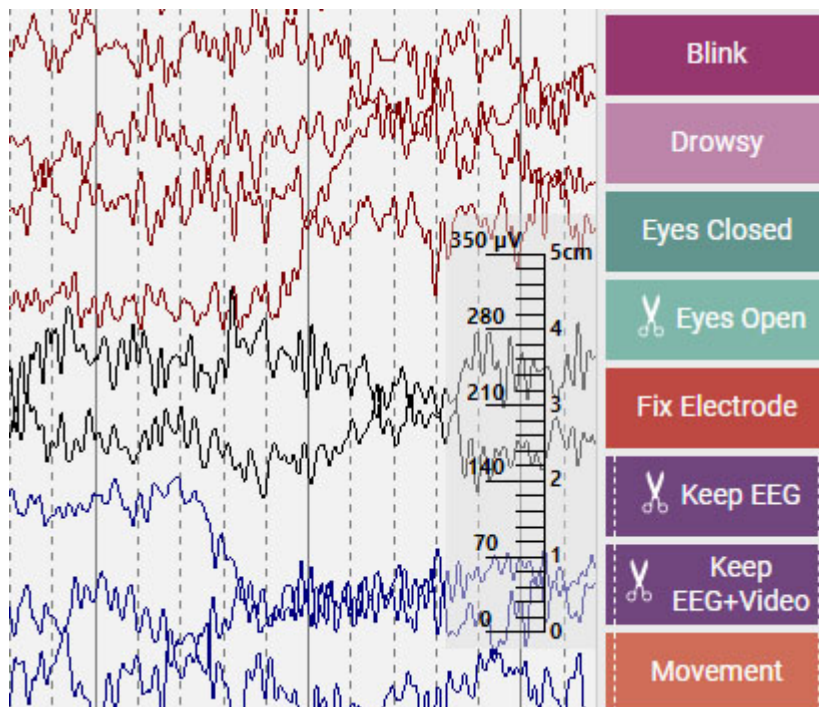 Blink
Drowsy
Eyes Closed
Eyes Open
Fix Electrode
Keep EEG
Keep
EEG+Video
Movement
350 µV
5cm
280
4
210
3
140
2
70
1
0
0